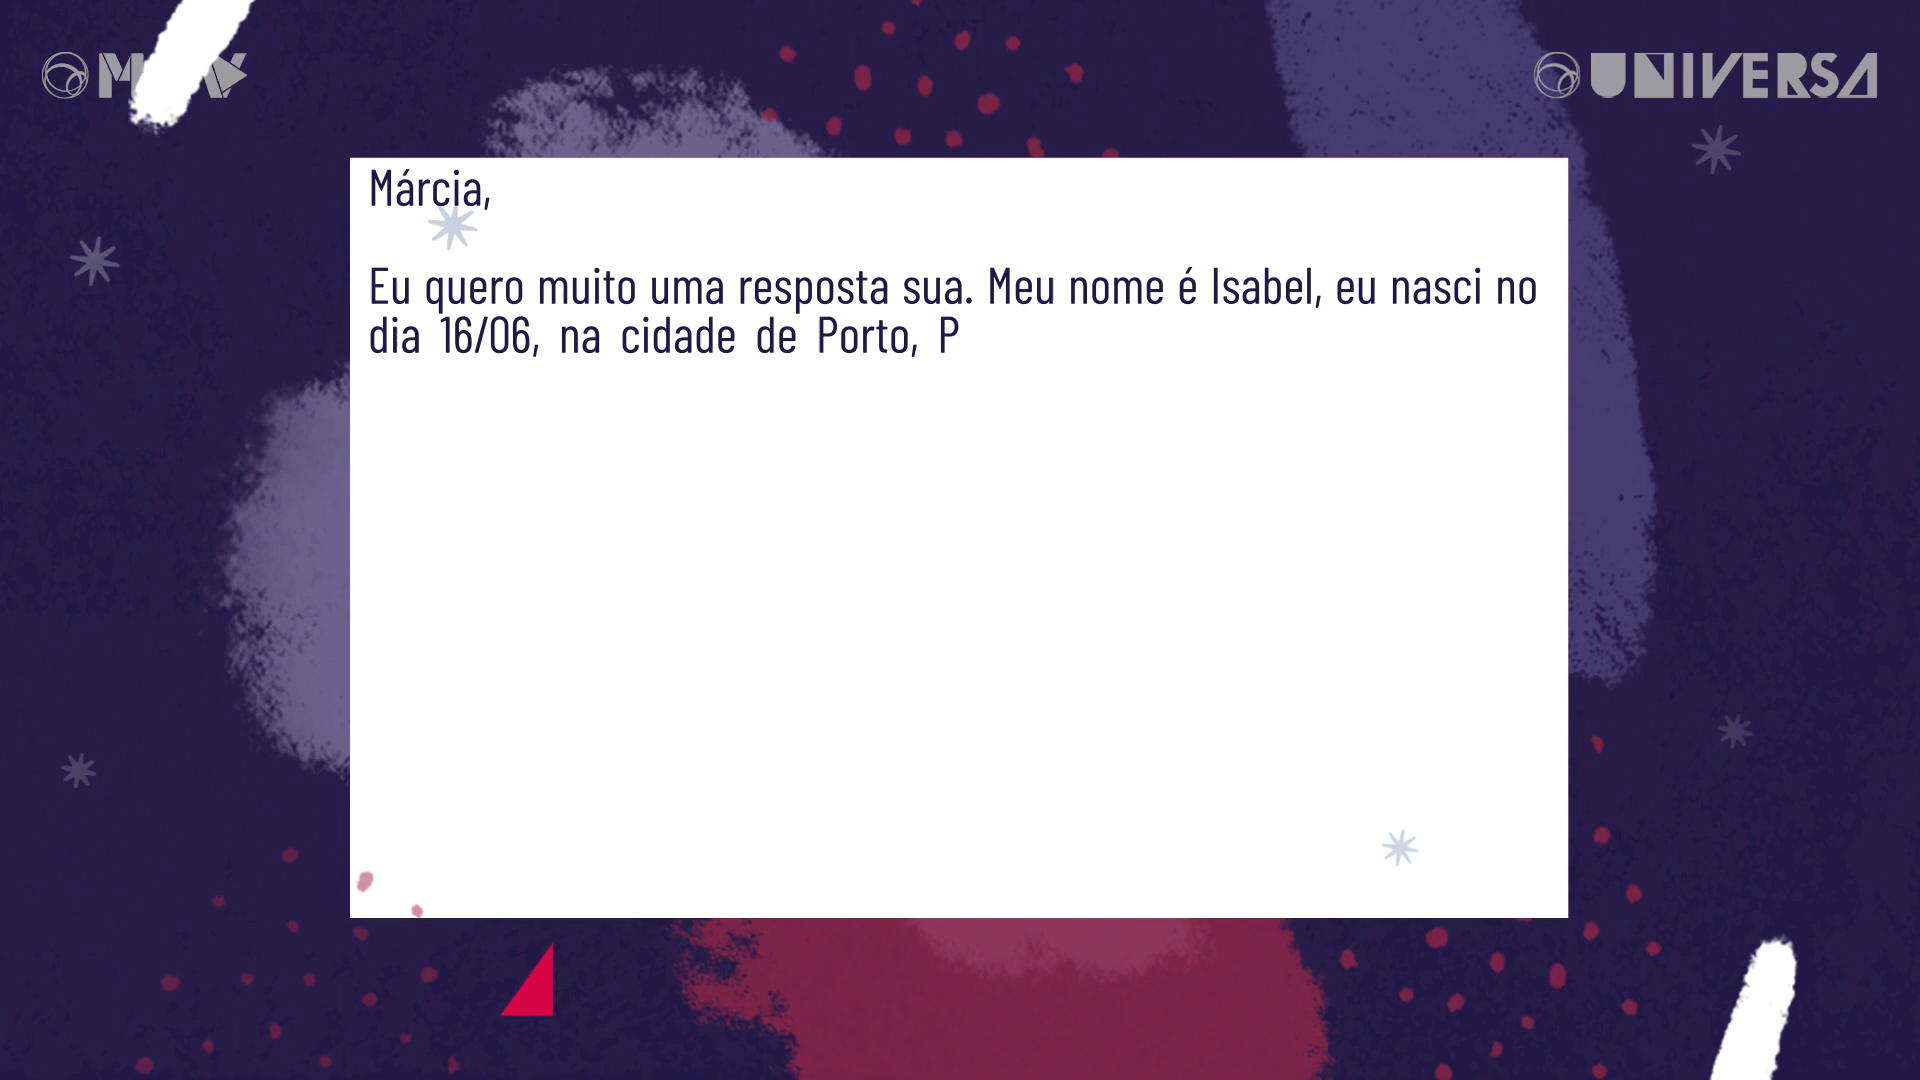 UNIVERSA
Márcia,
Eu quero muito uma resposta sua. Meu nome é Isabel, eu nasci no
dia 16/06, na cidade de Porto, P